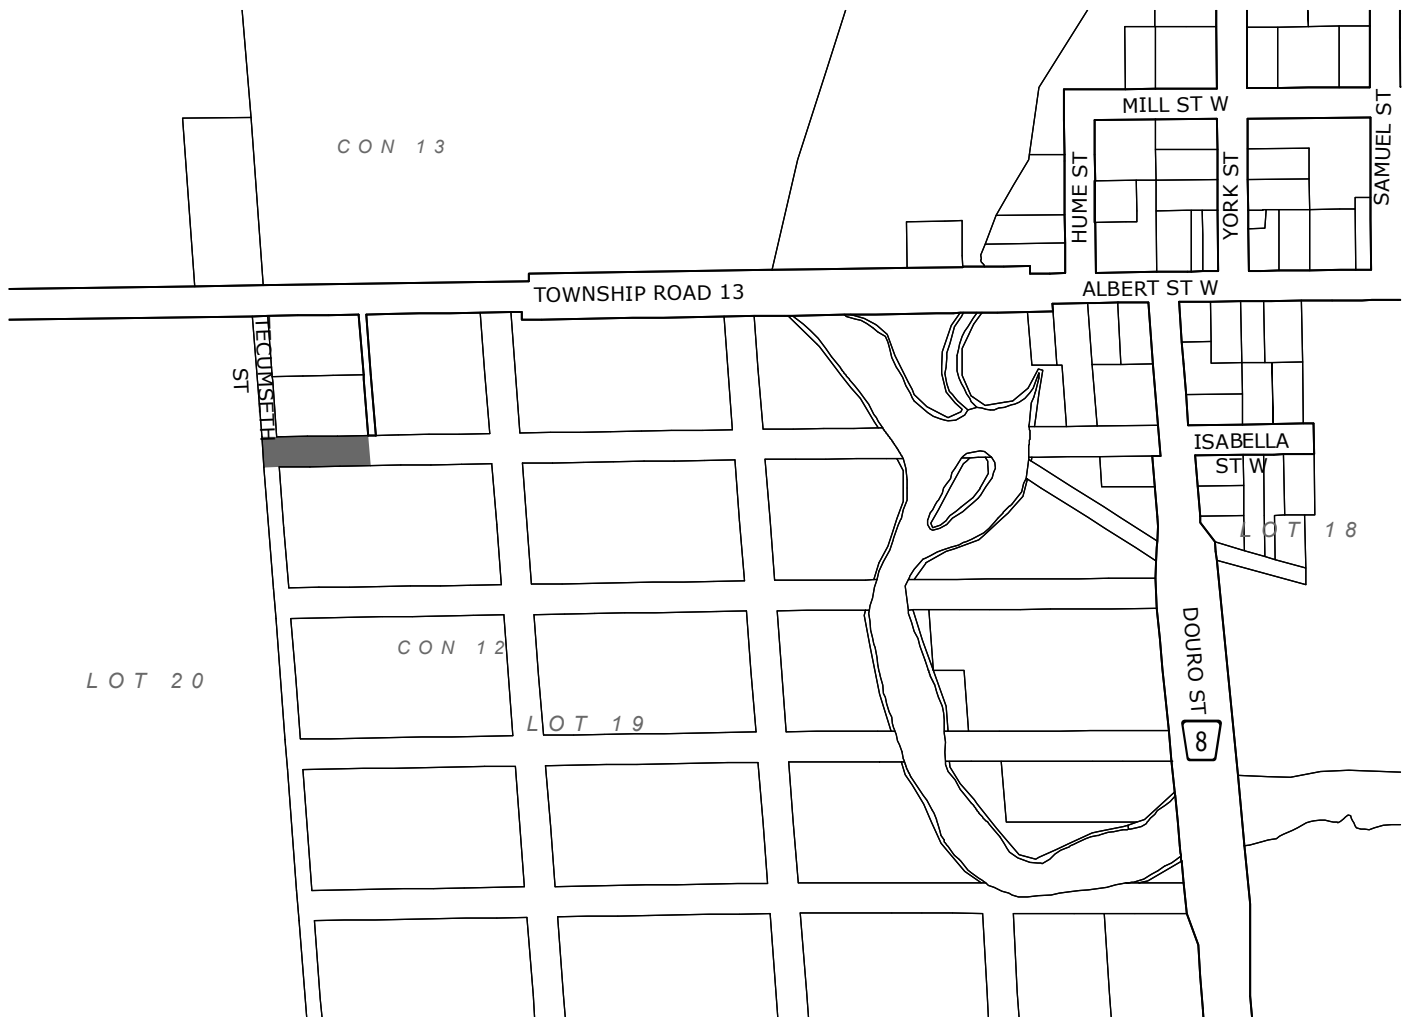 MILL ST W
SAMUEL ST
CON 13
HUME ST
YORK ST
TOWNSHIP ROAD 13
ALBERT ST W
TECUMSETH
ST
ISABELLA
ST W
LOT 18
CON 12
DOURO ST
LOT 20
LOT 19
8